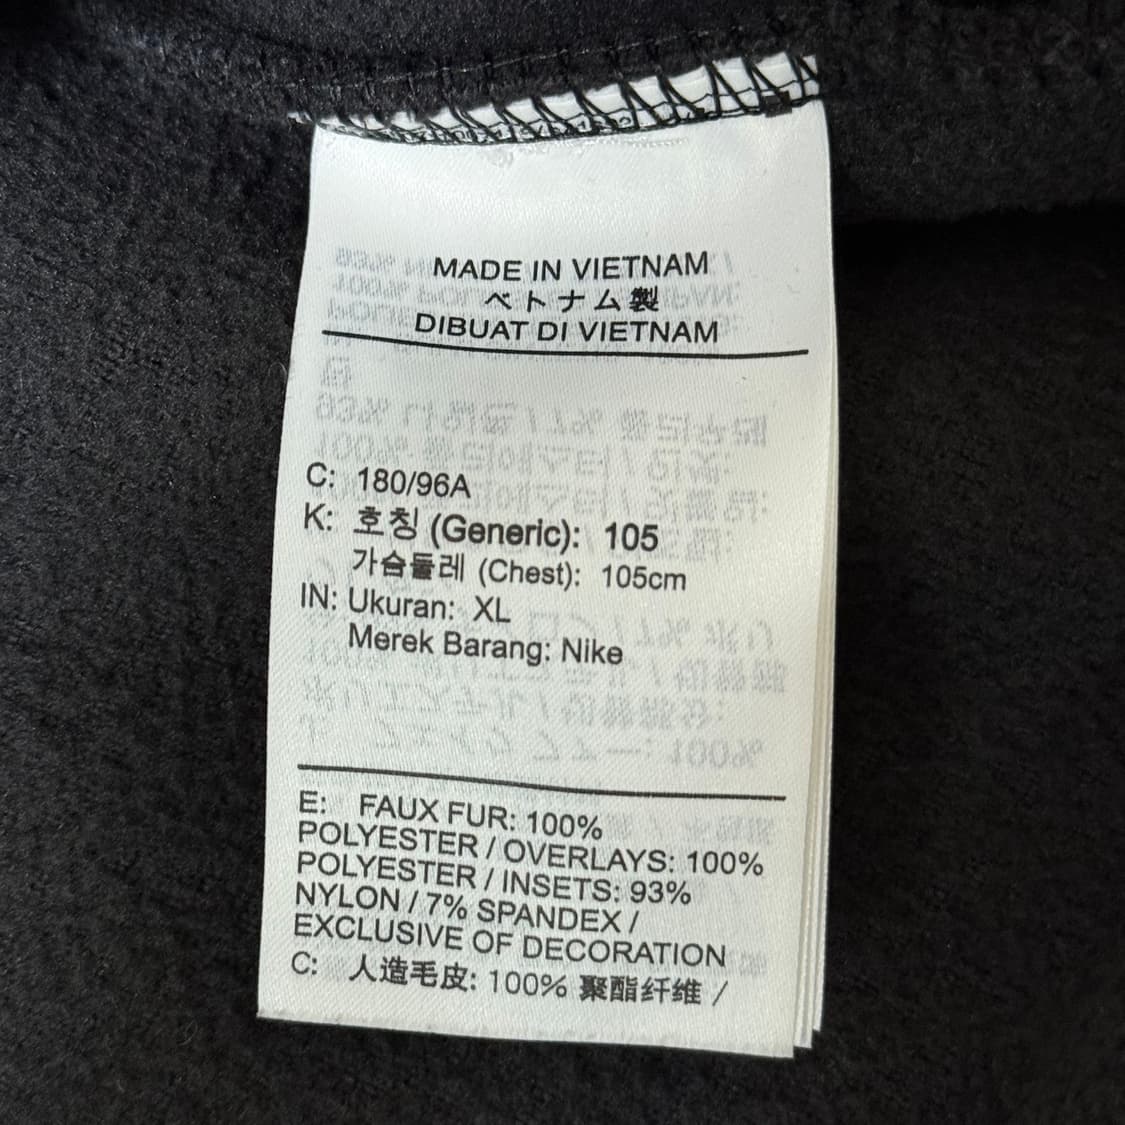 MADE IN VIETNAM
ベトナム製
DIBUAT DI VIETNAM
C: 180/96A
K: 호칭 (Generic): 105
가슴둘레 (Chest): 105cm
IN: Ukuran: XL
Merek Barang: Nike
E: FAUX FUR: 100%
POLYESTER / OVERLAYS: 100%
POLYESTER / INSETS: 93%
NYLON / 7% SPANDEX /
EXCLUSIVE OF DECORATION
C: 人造毛皮: 100% 聚酯纤维 /